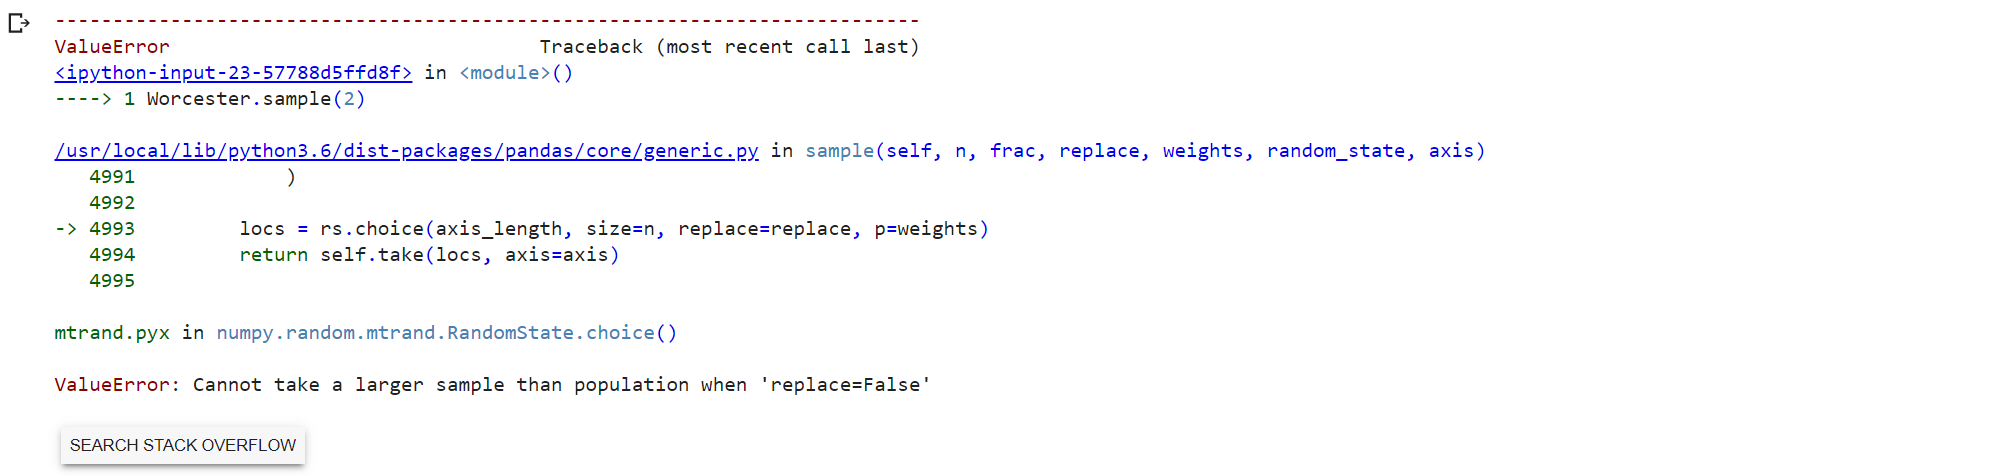 ---------------------------------------------------------------------------
ValueError                                Traceback (most recent call last)
<ipython-input-23-57788d5ffd8f> in <module>()
----> 1 Worcester.sample(2)
/usr/local/lib/python3.6/dist-packages/pandas/core/generic.py in sample(self, n, frac, replace, weights, random_state, axis)
   4991             )
   4992
-> 4993         locs = rs.choice(axis_length, size=n, replace=replace, p=weights)
   4994         return self.take(locs, axis=axis)
   4995
mtrand.pyx in numpy.random.mtrand.RandomState.choice()
ValueError: Cannot take a larger sample than population when 'replace=False'
SEARCH STACK OVERFLOW